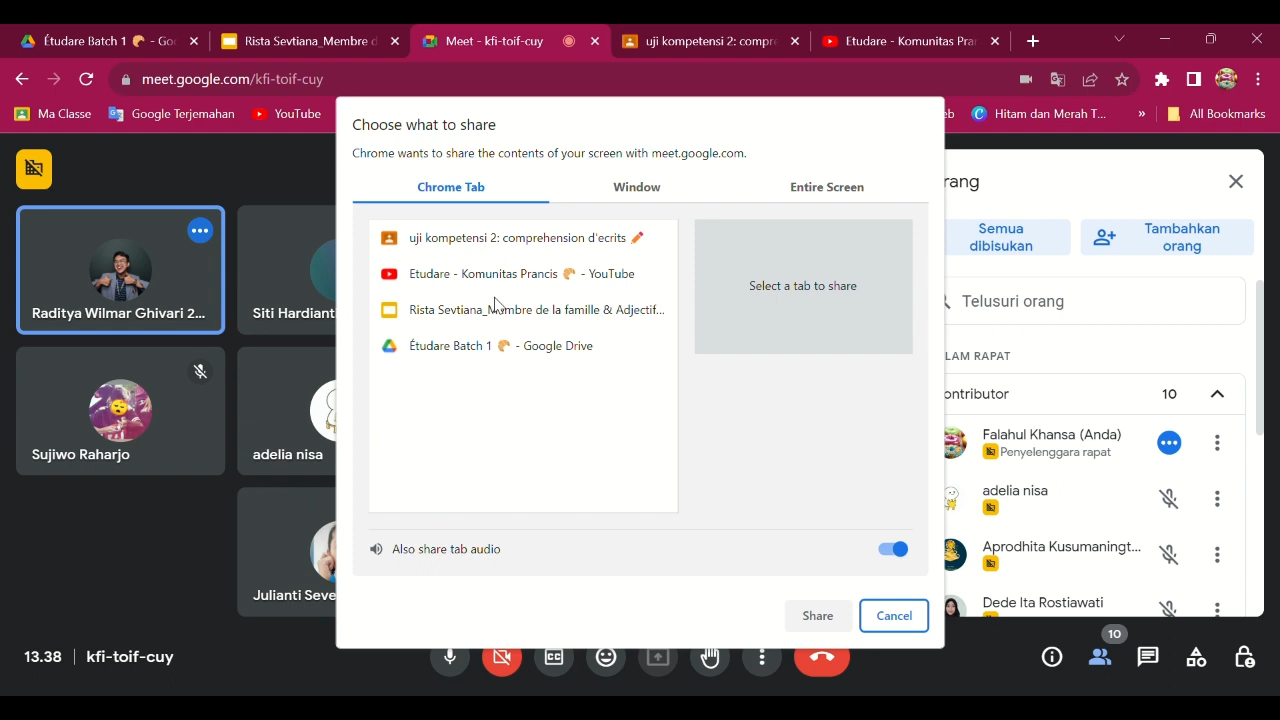 Étudare Batch 1 - Go
Rista Sevtiana_Membre d
Meet - kfi-toif-cuy
uji kompetensi 2: compr
Etudare - Komunitas Pra
meet.google.com/kfi-toif-cuy
Ma Classe
Google Terjemahan
YouTube
eb
Hitam dan Merah T...
»
All Bookmarks
Choose what to share
Chrome wants to share the contents of your screen with meet.google.com.
Chrome Tab
Window
Entire Screen
uji kompetensi 2: comprehension d'ecrits
Etudare - Komunitas Prancis 🥐 - YouTube
Rista Sevtiana_Membre de la famille & Adjectif...
Étudare Batch 1 🥐 - Google Drive
Select a tab to share
Also share tab audio
Share
Cancel
Raditya Wilmar Ghivari 2...
Siti Hardiant
Sujiwo Raharjo
adelia nisa
Julianti Seve
rang
Semua
dibisukan
Tambahkan
orang
Telusuri orang
LAM RAPAT
ontributor
10
Falahul Khansa (Anda)
Penyelenggara rapat
adelia nisa
Aprodhita Kusumaningt...
Dede Ita Rostiawati
13.38 | kfi-toif-cuy
10